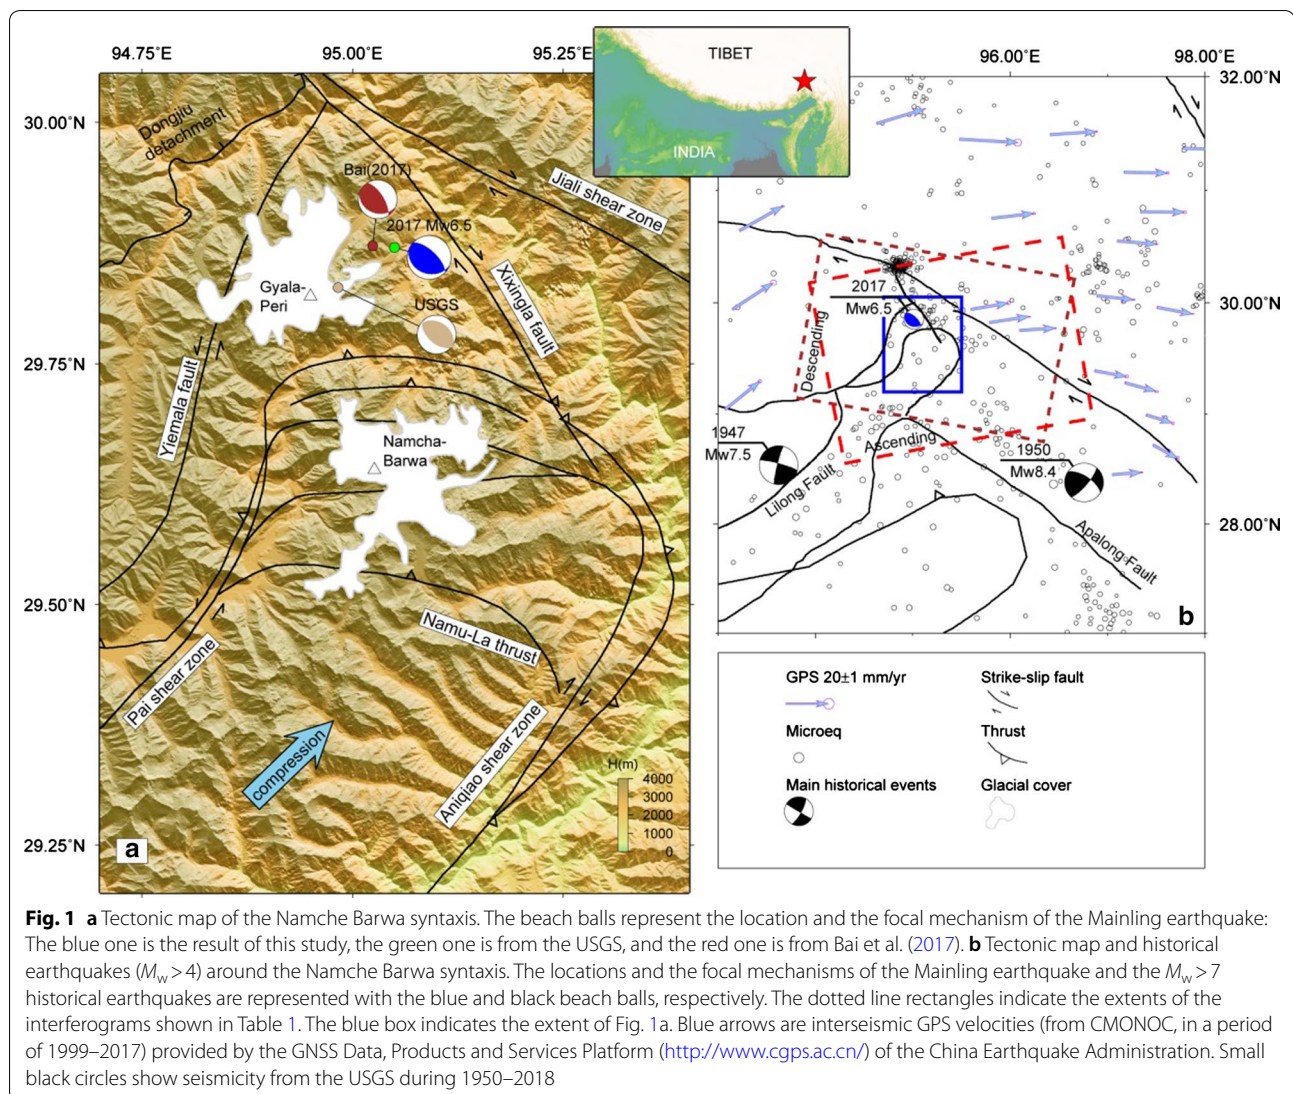 94.75°E
95.00°E
95.25°E
96.00°E
98.00°E
30.00°N
29.75°N
29.50°N
29.25°N
32.00°N
30.00°N
28.00°N
TIBET
INDIA
Dongjiu
detachment
Bai(2017)
2017 Mw6.5
Jiali shear zone
Xixingla fault
Gyala-
Peri
USGS
Yiemala fault
Namcha-
Barwa
Namu-La thrust
Pai shear zone
Aniqiao shear zone
compression
H(m)
4000
3000
2000
1000
0
a
2017
Mw6.5
Descending
Ascending
1947
Mw7.5
1950
Mw8.4
Lilong Fault
Apalong Fault
b
GPS 20±1 mm/yr
Strike-slip fault
Microeq
Thrust
Main historical events
Glacial cover
Fig. 1 a Tectonic map of the Namche Barwa syntaxis. The beach balls represent the location and the focal mechanism of the Mainling earthquake:
The blue one is the result of this study, the green one is from the USGS, and the red one is from Bai et al. (2017). b Tectonic map and historical
earthquakes (Mw > 4) around the Namche Barwa syntaxis. The locations and the focal mechanisms of the Mainling earthquake and the Mw > 7
historical earthquakes are represented with the blue and black beach balls, respectively. The dotted line rectangles indicate the extents of the
interferograms shown in Table 1. The blue box indicates the extent of Fig. 1a. Blue arrows are interseismic GPS velocities (from CMONOC, in a period
of 1999–2017) provided by the GNSS Data, Products and Services Platform (http://www.cgps.ac.cn/) of the China Earthquake Administration. Small
black circles show seismicity from the USGS during 1950–2018